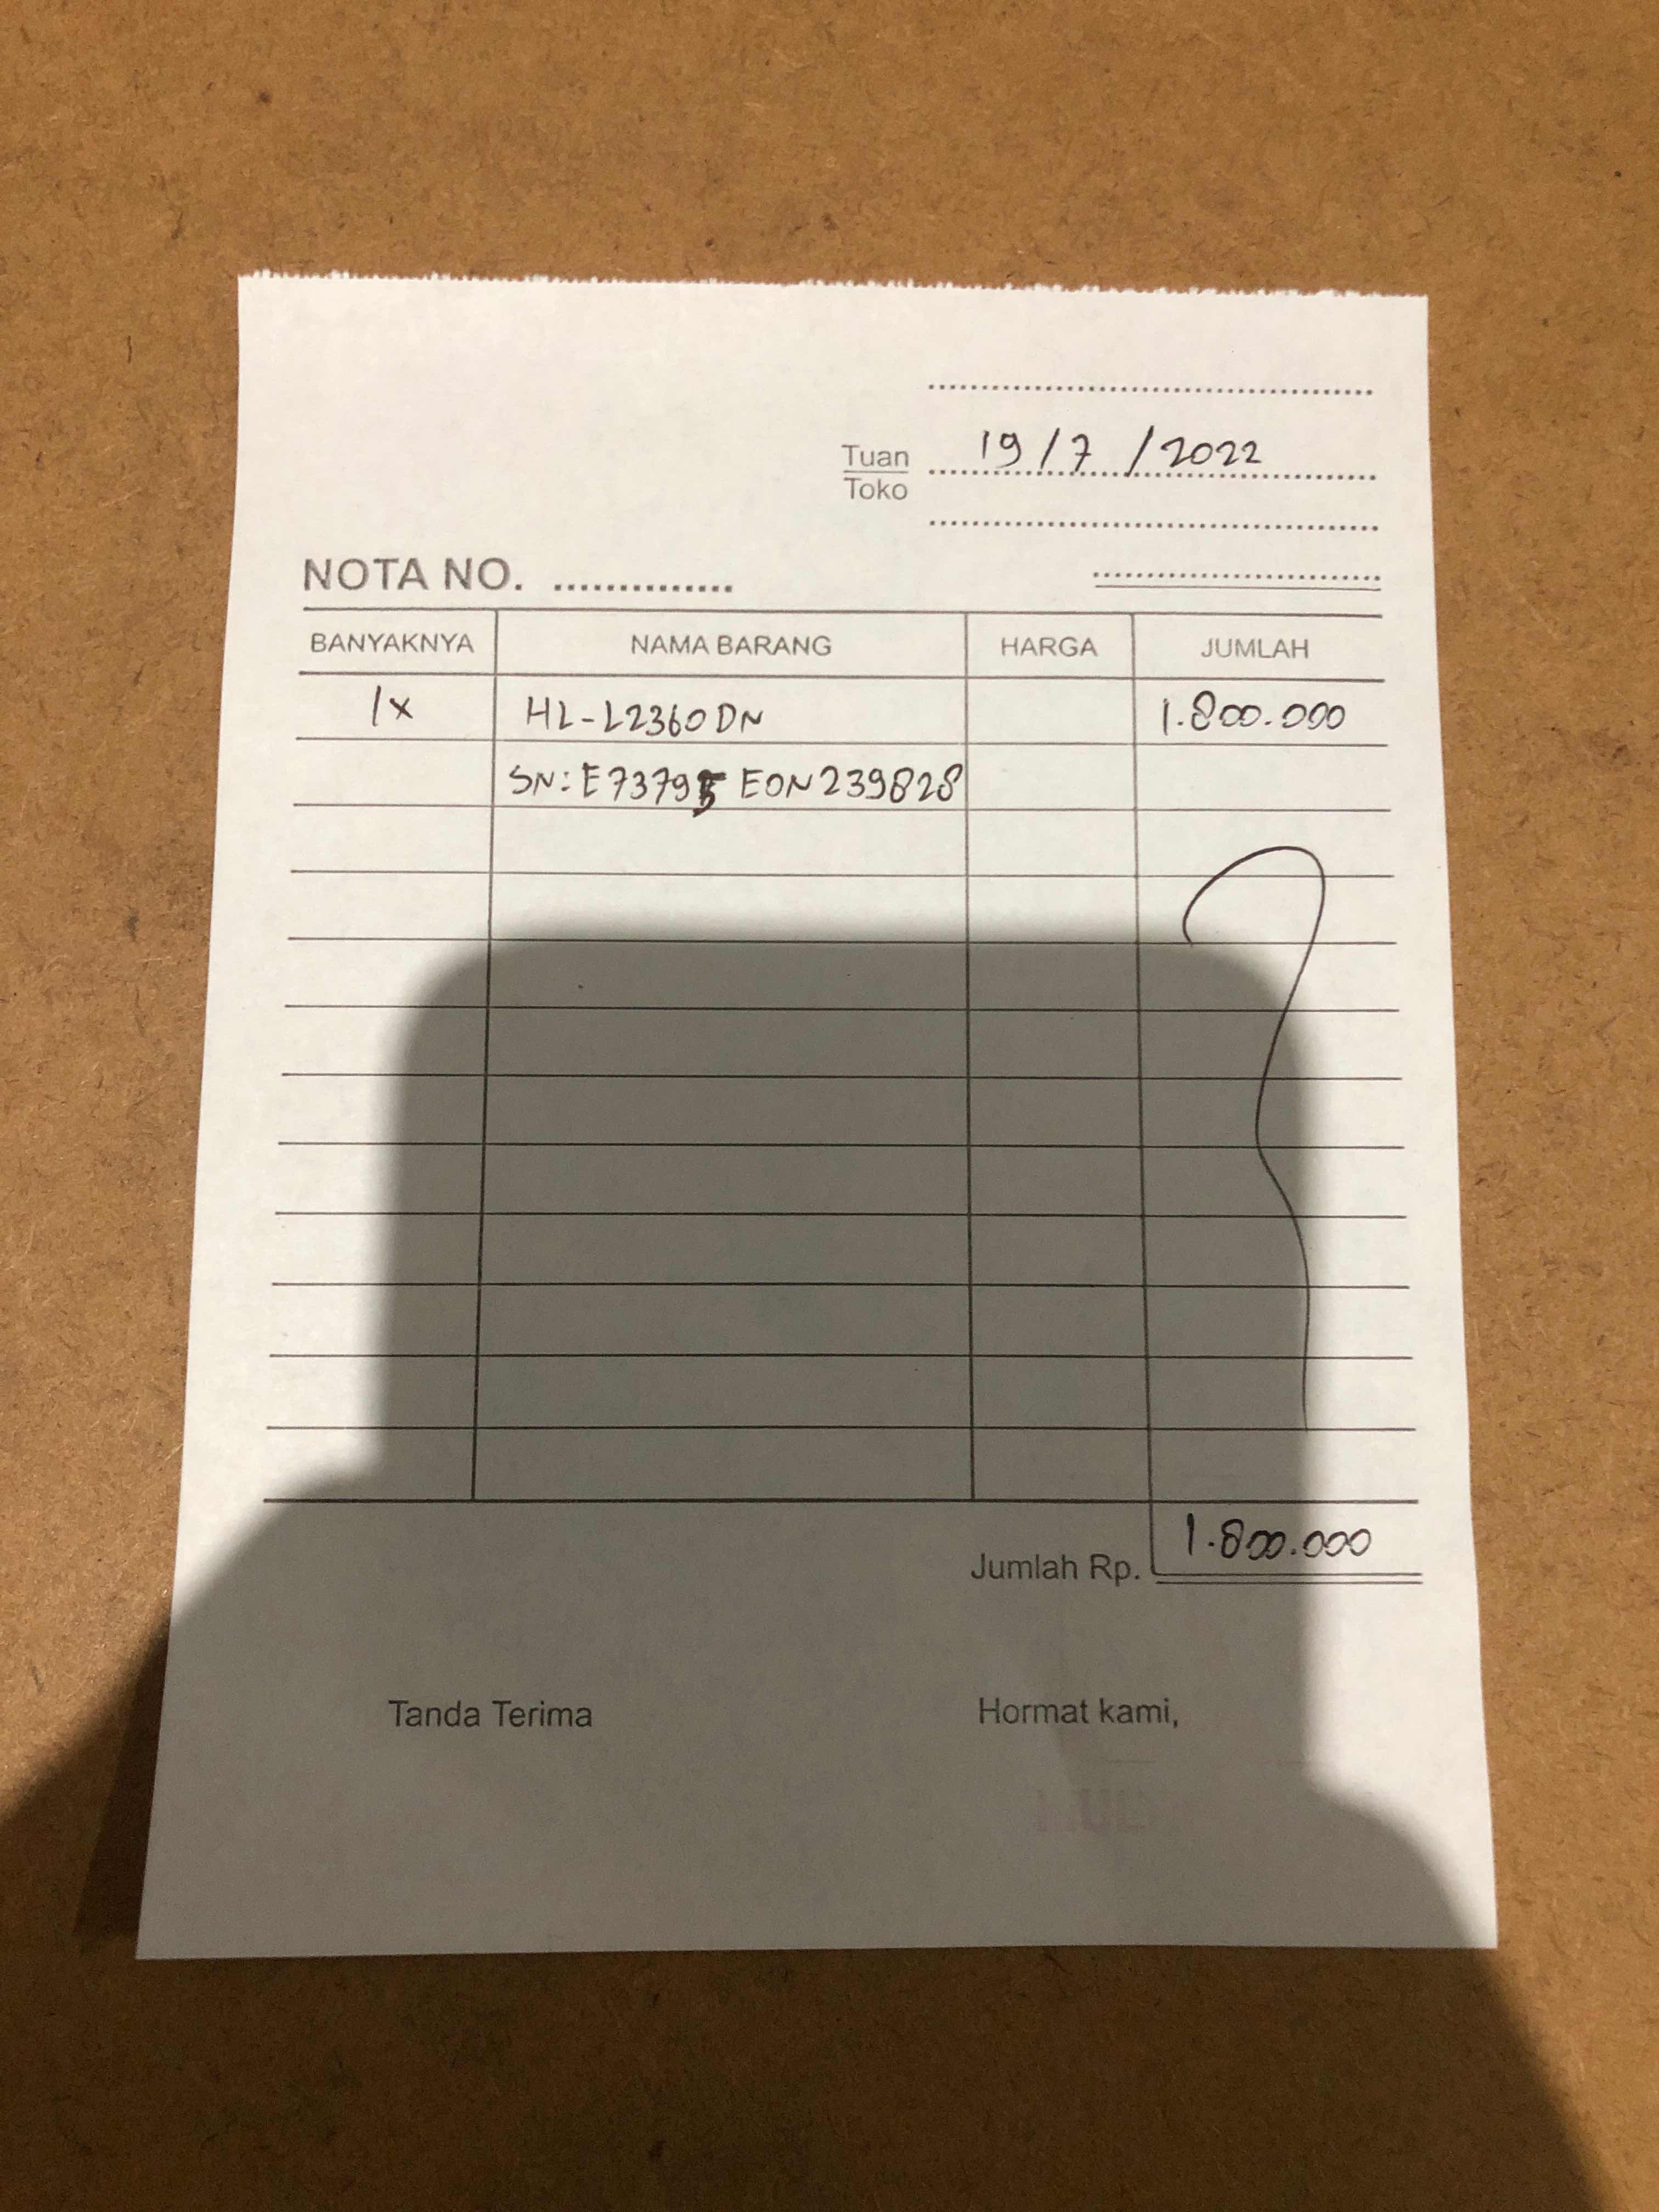 19/7/2022
Tuan
Toko
NOTA NO. ..............
BANYAKNYA NAMA BARANG HARGA JUMLAH
1x HL-L2360DN 1.800.000
SN: E73795E0N239828
Jumlah Rp. 1.800.000
Tanda Terima Hormat kami,